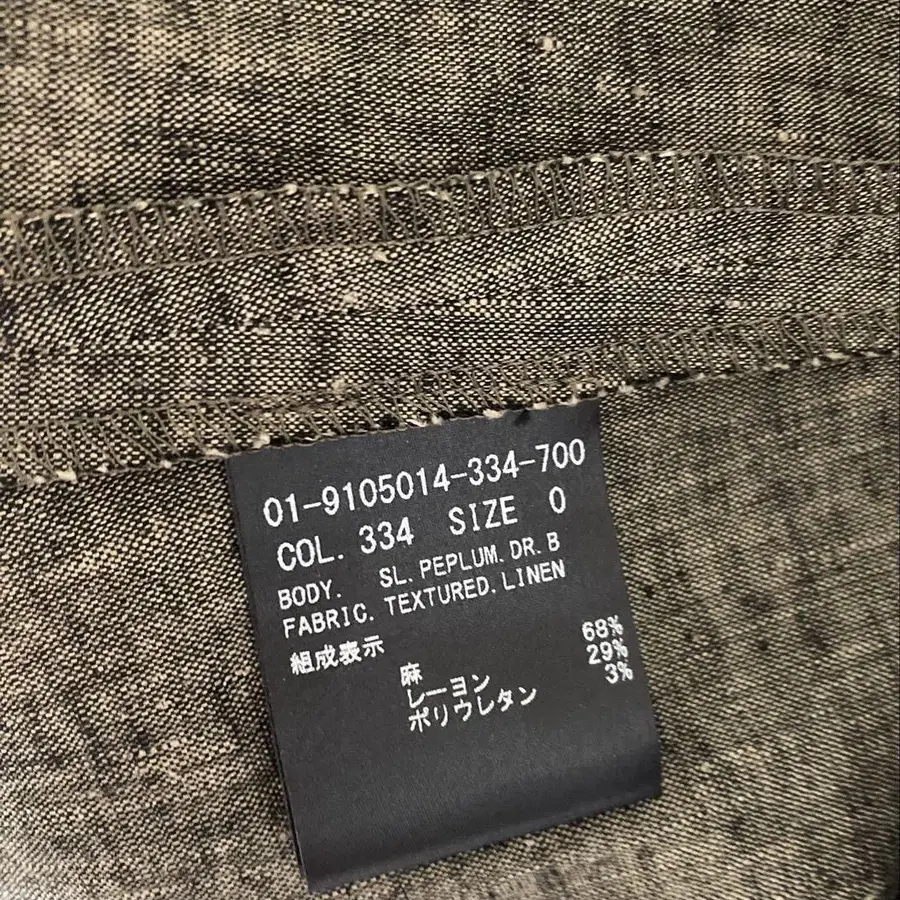 01-9105014-334-700
COL. 334 SIZE 0
BODY. SL.PEPLUM.DR.B
FABRIC. TEXTURED.LINEN
組成表示
麻 68%
レーヨン 29%
ポリウレタン 3%